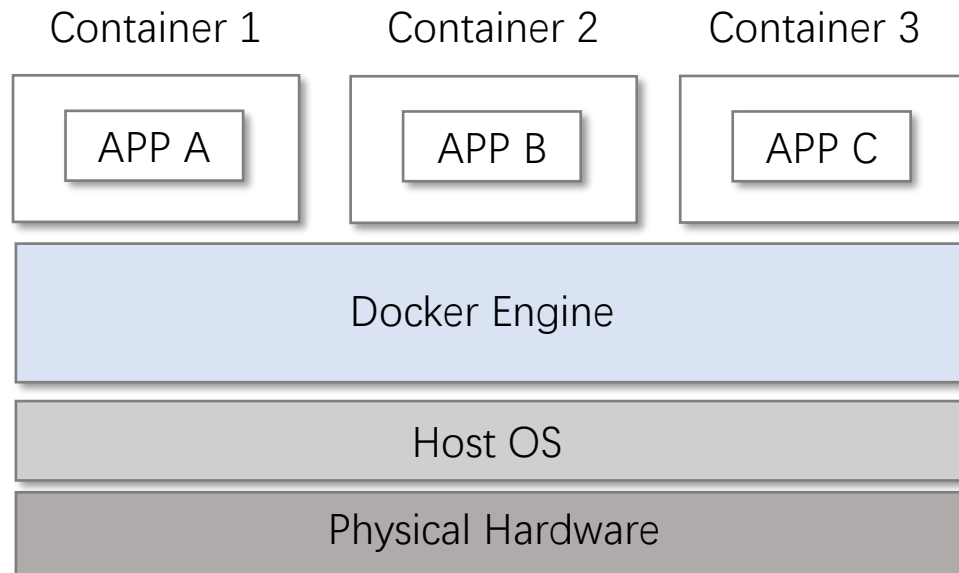 Container 1
Container 2
Container 3
APP A
APP B
APP C
Docker Engine
Host OS
Physical Hardware